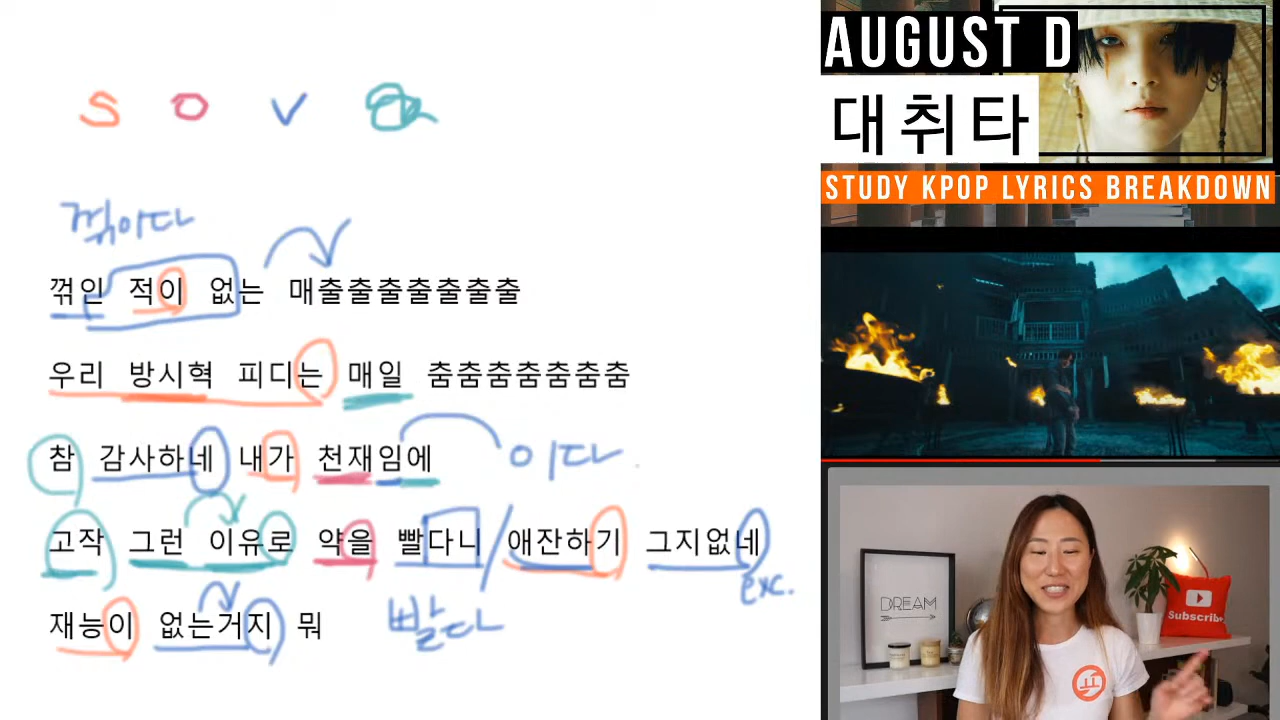 S O V
꺾이다
꺾인 적이 없는 매출출출출출출출
우리 방시혁 피디는 매일 춤춤춤춤춤춤춤
참 감사하네 내가 천재임에
이다
고작 그런 이유로 약을 빨다니 애잔하기 그지없네
exc.
재능이 없는거지 뭐
빨다
AUGUST D
대취타
STUDY KPOP LYRICS BREAKDOWN
DREAM
Subscribe